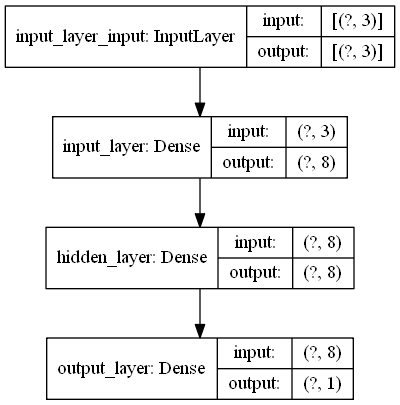 input_layer_input: InputLayer
input:
[(?, 3)]
output:
[(?, 3)]
input_layer: Dense
input:
(?, 3)
output:
(?, 8)
hidden_layer: Dense
input:
(?, 8)
output:
(?, 8)
output_layer: Dense
input:
(?, 8)
output:
(?, 1)